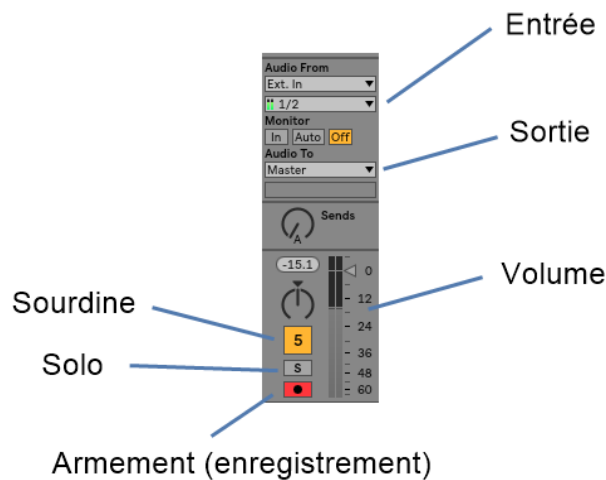 Entrée
Audio From
Ext. In
1/2
Monitor
In Auto Off
Sortie
Audio To
Master
Sends
A
-15.1
0
Volume
12
Sourdine
24
5
36
Solo
S
48
60
Armement (enregistrement)